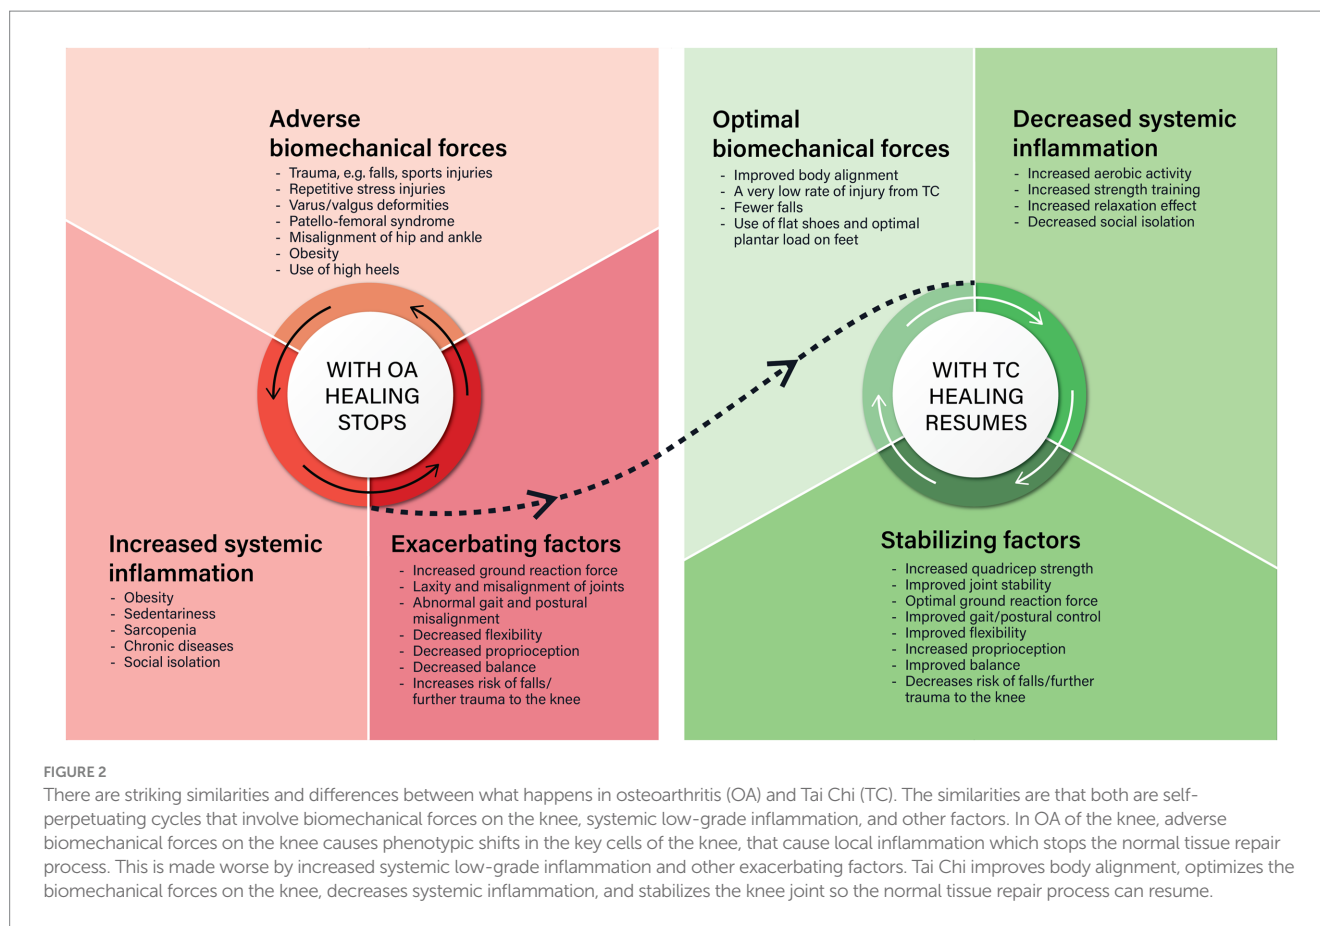 Adverse
biomechanical forces
- Trauma, e.g. falls, sports injuries
- Repetitive stress injuries
- Varus/valgus deformities
- Patello-femoral syndrome
- Misalignment of hip and ankle
- Obesity
- Use of high heels
WITH OA
HEALING
STOPS
Increased systemic
inflammation
- Obesity
- Sedentariness
- Sarcopenia
- Chronic diseases
- Social isolation
Exacerbating factors
- Increased ground reaction force
- Laxity and misalignment of joints
- Abnormal gait and postural
misalignment
- Decreased flexibility
- Decreased proprioception
- Decreased balance
- Increases risk of falls/
further trauma to the knee
Optimal
biomechanical forces
- Improved body alignment
- A very low rate of injury from TC
- Fewer falls
- Use of flat shoes and optimal
plantar load on feet
Decreased systemic
inflammation
- Increased aerobic activity
- Increased strength training
- Increased relaxation effect
- Decreased social isolation
WITH TC
HEALING
RESUMES
Stabilizing factors
- Increased quadricep strength
- Improved joint stability
- Optimal ground reaction force
- Improved gait/postural control
- Improved flexibility
- Increased proprioception
- Improved balance
- Decreases risk of falls/further
trauma to the knee
FIGURE 2
There are striking similarities and differences between what happens in osteoarthritis (OA) and Tai Chi (TC). The similarities are that both are self-
perpetuating cycles that involve biomechanical forces on the knee, systemic low-grade inflammation, and other factors. In OA of the knee, adverse
biomechanical forces on the knee causes phenotypic shifts in the key cells of the knee, that cause local inflammation which stops the normal tissue repair
process. This is made worse by increased systemic low-grade inflammation and other exacerbating factors. Tai Chi improves body alignment, optimizes the
biomechanical forces on the knee, decreases systemic inflammation, and stabilizes the knee joint so the normal tissue repair process can resume.